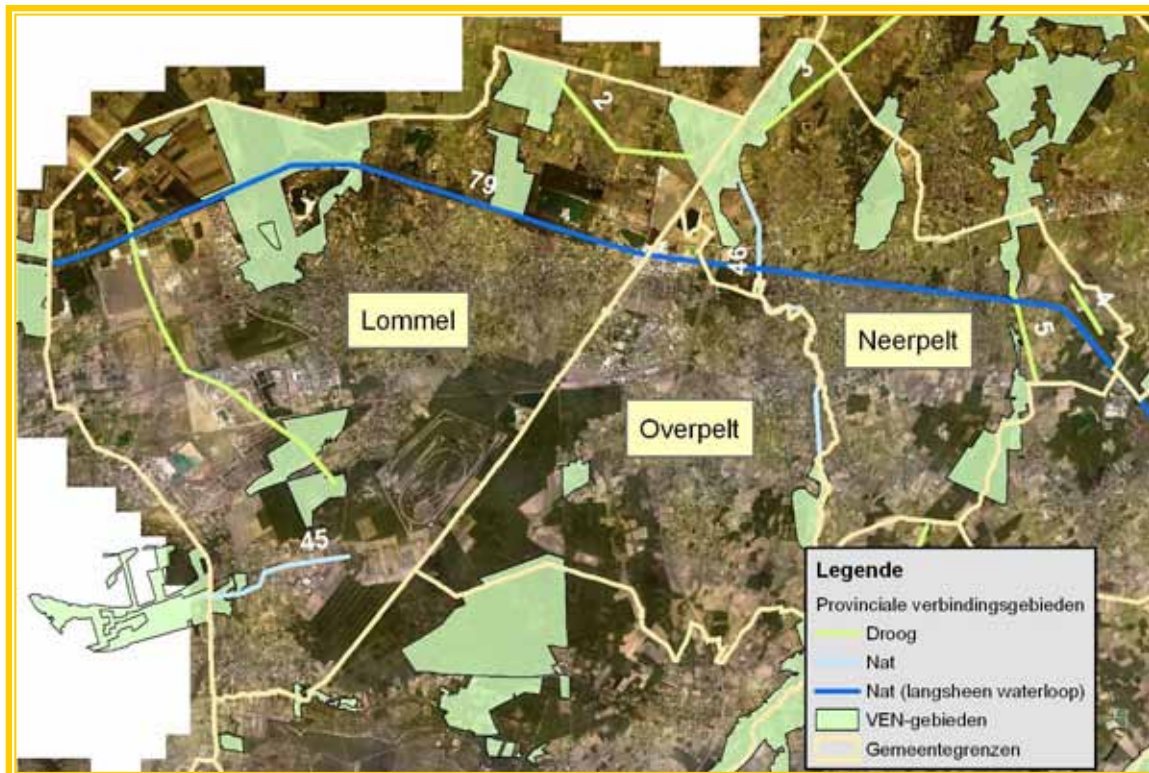 3
2
1
79
46
Lommel
Neerpelt
4
5
Overpelt
45
Legende
Provinciale verbindingsgebieden
Droog
Nat
Nat (langsheen waterloop)
VEN-gebieden
Gemeentegrenzen